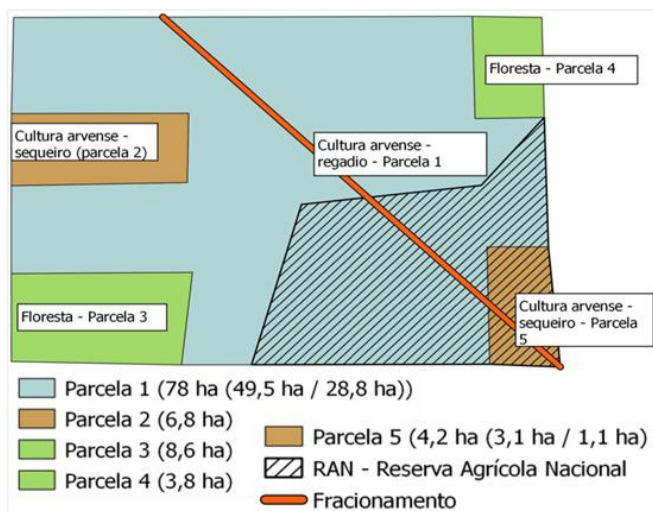 Floresta - Parcela 4
Cultura arvense -
sequeiro (parcela 2)
Cultura arvense -
regadio - Parcela 1
Floresta - Parcela 3
Cultura arvense -
sequeiro - Parcela
5
Parcela 1 (78 ha (49,5 ha / 28,8 ha))
Parcela 2 (6,8 ha)
Parcela 3 (8,6 ha)
Parcela 4 (3,8 ha)
Parcela 5 (4,2 ha (3,1 ha / 1,1 ha)
RAN - Reserva Agrícola Nacional
Fracionamento